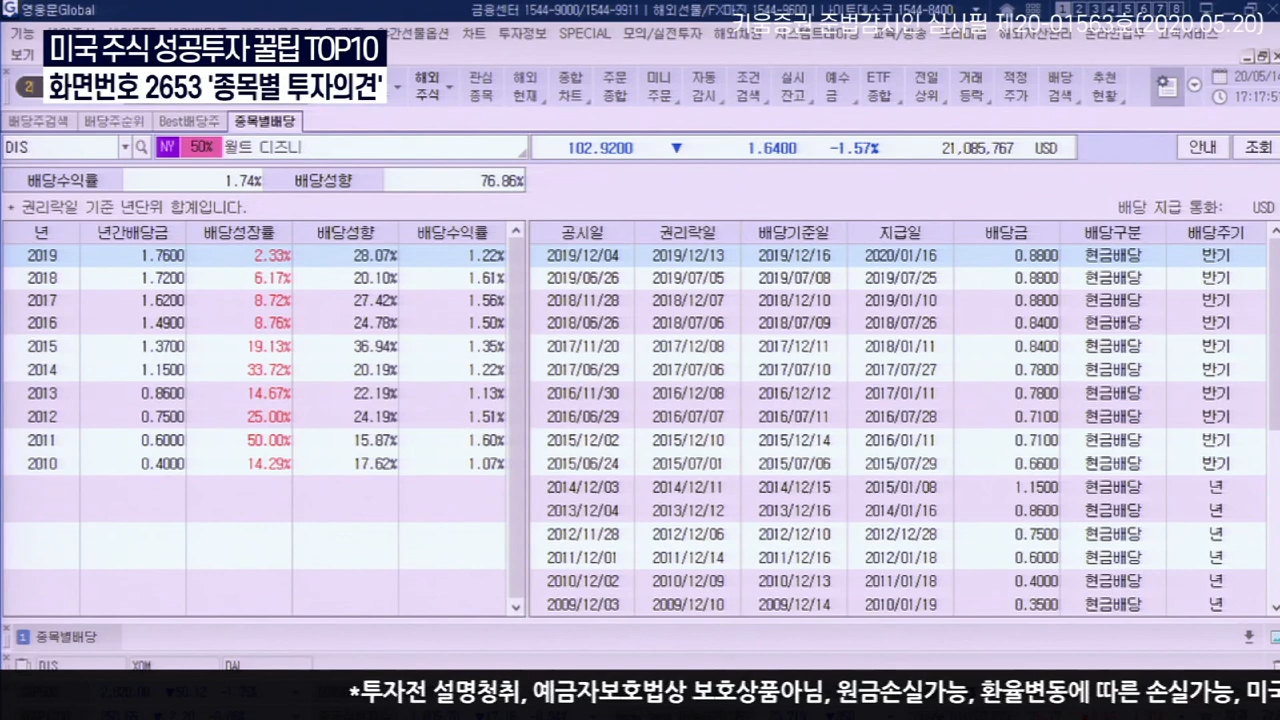 영웅문Global
금융센터 1544-9000/1544-9911 | 해외선물/FX마진 1544-1900 | 나이트데스크 1544-8400
1 2 3 4 5 6 7 8
키움증권 준법감시인 심사필 제20-01563호(2020.05.20)
기능
차트 투자정보 SPECIAL 모의/실전투자
보기
미국 주식 성공투자 꿀팁 TOP10
화면번호 2653 '종목별 투자의견'
2
해외주식 관심종목 해외현재 종합차트 주문종합 미니주문 자동감시 조건검색 실시잔고 예수금 ETF종합 전일상위 거래등락 적정주가 배당검색 추천현황
20/05/1
17:17:5
배당주검색 배당주순위 Best배당주 종목별배당
DIS NY 50% 월트 디즈니 102.9200 ▼ 1.6400 -1.57% 21,085,767 USD 안내 조회
배당수익률 1.74% 배당성향 76.86%
* 권리락일 기준 년단위 합계입니다.
배당 지급 통화: USD
년 년간배당금 배당성장률 배당성향 배당수익률
2019 1.7600 2.33% 28.07% 1.22%
2018 1.7200 6.17% 20.10% 1.61%
2017 1.6200 8.72% 27.42% 1.56%
2016 1.4900 8.76% 24.78% 1.50%
2015 1.3700 19.13% 36.94% 1.35%
2014 1.1500 33.72% 20.19% 1.22%
2013 0.8600 14.67% 22.19% 1.13%
2012 0.7500 25.00% 24.19% 1.51%
2011 0.6000 50.00% 15.87% 1.60%
2010 0.4000 14.29% 17.62% 1.07%
공시일 권리락일 배당기준일 지급일 배당금 배당구분 배당주기
2019/12/04 2019/12/13 2019/12/16 2020/01/16 0.8800 현금배당 반기
2019/06/26 2019/07/05 2019/07/08 2019/07/25 0.8800 현금배당 반기
2018/11/28 2018/12/07 2018/12/10 2019/01/10 0.8800 현금배당 반기
2018/06/26 2018/07/06 2018/07/09 2018/07/26 0.8400 현금배당 반기
2017/11/20 2017/12/08 2017/12/11 2018/01/11 0.8400 현금배당 반기
2017/06/29 2017/07/06 2017/07/10 2017/07/27 0.7800 현금배당 반기
2016/11/30 2016/12/08 2016/12/12 2017/01/11 0.7800 현금배당 반기
2016/06/29 2016/07/07 2016/07/11 2016/07/28 0.7100 현금배당 반기
2015/12/02 2015/12/10 2015/12/14 2016/01/11 0.7100 현금배당 반기
2015/06/24 2015/07/01 2015/07/06 2015/07/29 0.6600 현금배당 반기
2014/12/03 2014/12/11 2014/12/15 2015/01/08 1.1500 현금배당 년
2013/12/04 2013/12/12 2013/12/16 2014/01/16 0.8600 현금배당 년
2012/11/28 2012/12/06 2012/12/10 2012/12/28 0.7500 현금배당 년
2011/12/01 2011/12/14 2011/12/16 2012/01/18 0.6000 현금배당 년
2010/12/02 2010/12/09 2010/12/13 2011/01/18 0.4000 현금배당 년
2009/12/03 2009/12/10 2009/12/14 2010/01/19 0.3500 현금배당 년
1 종목별배당
DIS XOM DAL
*투자전 설명청취, 예금자보호법상 보호상품아님, 원금손실가능, 환율변동에 따른 손실가능, 미국